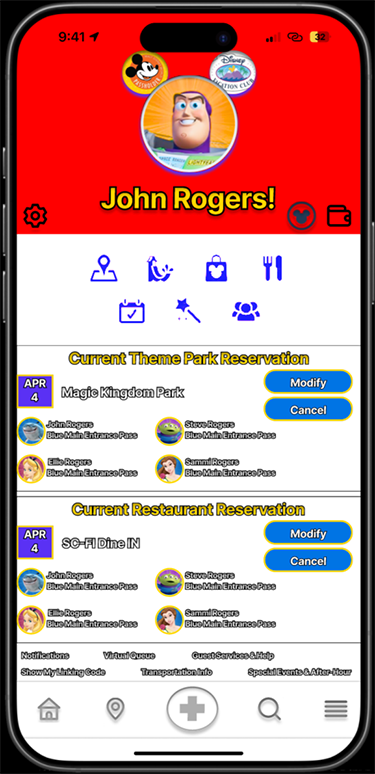 9:41
32
PASSHOLDER
Disney
VACATION CLUB
LIGHTYEAR
John Rogers!
Current Theme Park Reservation
APR
4
Magic Kingdom Park
Modify
Cancel
John Rogers
Blue Main Entrance Pass
Steve Rogers
Blue Main Entrance Pass
Ellie Rogers
Blue Main Entrance Pass
Sammi Rogers
Blue Main Entrance Pass
Current Restaurant Reservation
APR
4
SC-FI Dine IN
Modify
Cancel
John Rogers
Blue Main Entrance Pass
Steve Rogers
Blue Main Entrance Pass
Ellie Rogers
Blue Main Entrance Pass
Sammi Rogers
Blue Main Entrance Pass
Notifications Virtual Queue Guest Services & Help
Show My Linking Code Transportation Info Special Events & After-Hour